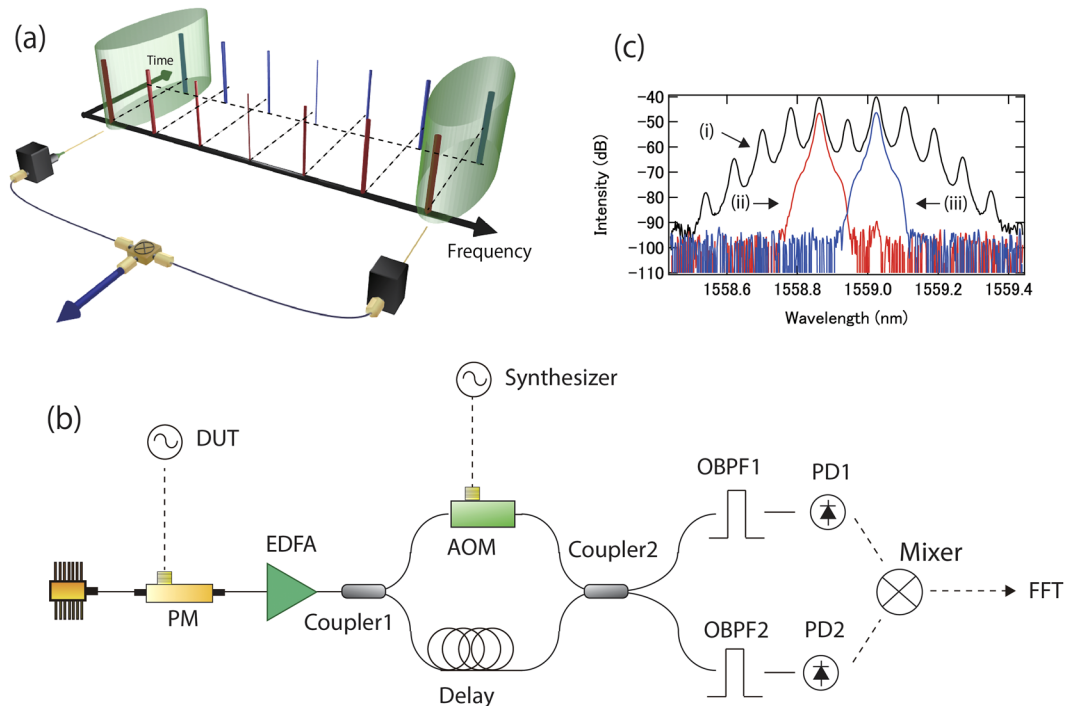 (a)
Time
Frequency
(c)
Intensity (dB)
−40
−50
−60
−70
−80
−90
−100
−110
(i)
(ii)
(iii)
1558.6 1558.8 1559.0 1559.2 1559.4
Wavelength (nm)
(b)
Synthesizer
DUT
OBPF1 PD1
EDFA
AOM
Coupler2
Mixer
PM
Coupler1
FFT
OBPF2 PD2
Delay